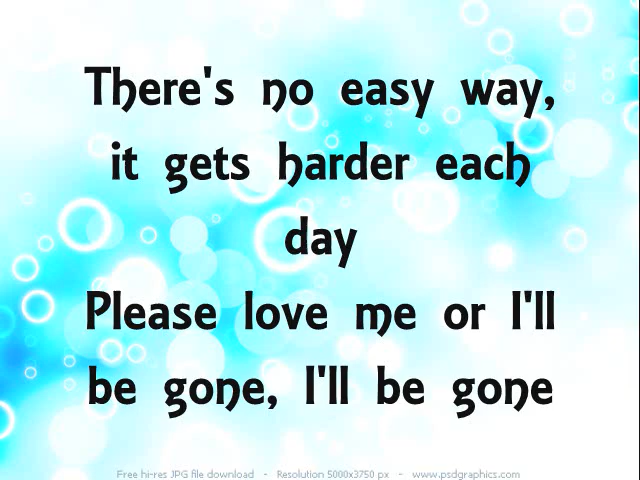 There's no easy way,
it gets harder each
day
Please love me or I'll
be gone, I'll be gone
Free hi-res JPG file download - Resolution 5000x3750 px - www.psdgraphics.com